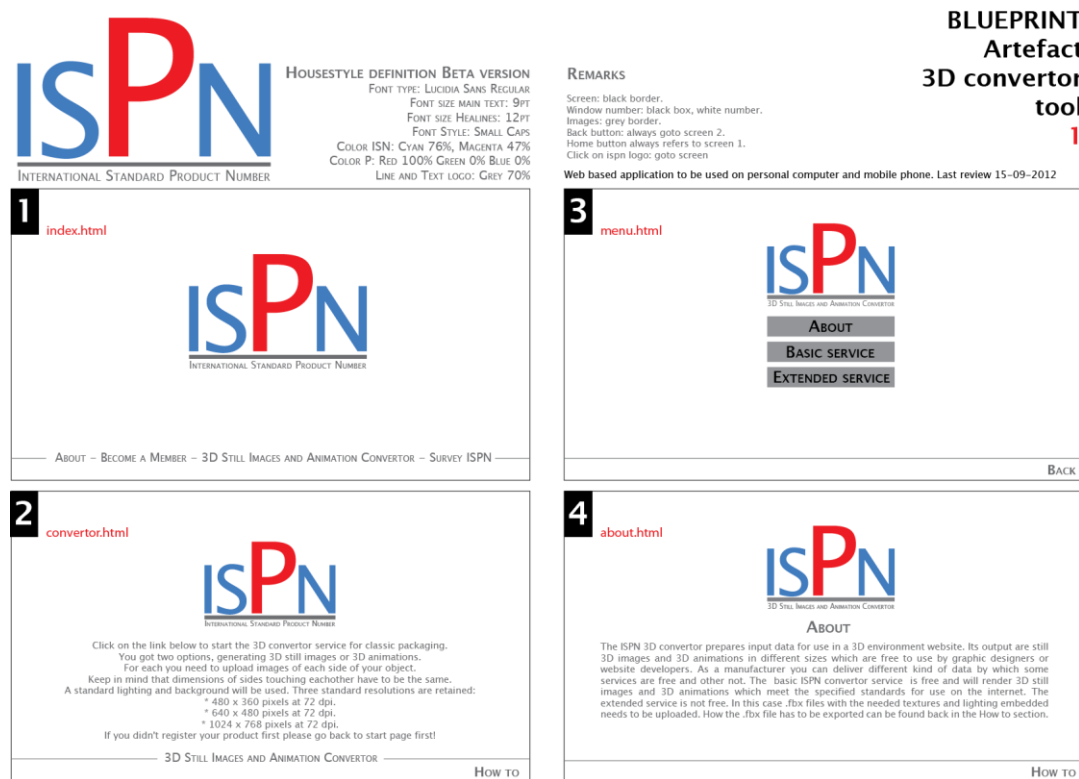 ISPN
INTERNATIONAL STANDARD PRODUCT NUMBER
HOUSESTYLE DEFINITION BETA VERSION
FONT TYPE: LUCIDIA SANS REGULAR
FONT SIZE MAIN TEXT: 9PT
FONT SIZE HEALINES: 12PT
FONT STYLE: SMALL CAPS
COLOR ISN: CYAN 76%, MAGENTA 47%
COLOR P: RED 100% GREEN 0% BLUE 0%
LINE AND TEXT LOGO: GREY 70%
REMARKS
Screen: black border.
Window number: black box, white number.
Images: grey border.
Back button: always goto screen 2.
Home button always refers to screen 1.
Click on ispn logo: goto screen
Web based application to be used on personal computer and mobile phone. Last review 15-09-2012
BLUEPRINT
Artefact
3D convertor
tool
1
1
index.html
ISPN
INTERNATIONAL STANDARD PRODUCT NUMBER
ABOUT – BECOME A MEMBER – 3D STILL IMAGES AND ANIMATION CONVERTOR – SURVEY ISPN
2
convertor.html
ISPN
INTERNATIONAL STANDARD PRODUCT NUMBER
Click on the link below to start the 3D convertor service for classic packaging.
You got two options, generating 3D still images or 3D animations.
For each you need to upload images of each side of your object.
Keep in mind that dimensions of sides touching eachother have to be the same.
A standard lighting and background will be used. Three standard resolutions are retained:
* 480 x 360 pixels at 72 dpi.
* 640 x 480 pixels at 72 dpi.
* 1024 x 768 pixels at 72 dpi.
If you didn't register your product first please go back to start page first!
3D STILL IMAGES AND ANIMATION CONVERTOR
HOW TO
3
menu.html
ISPN
3D STILL IMAGES AND ANIMATION CONVERTOR
ABOUT
BASIC SERVICE
EXTENDED SERVICE
BACK
4
about.html
ISPN
3D STILL IMAGES AND ANIMATION CONVERTOR
ABOUT
The ISPN 3D convertor prepares input data for use in a 3D environment website. Its output are still
3D images and 3D animations in different sizes which are free to use by graphic designers or
website developers. As a manufacturer you can deliver different kind of data by which some
services are free and other not. The basic ISPN convertor service is free and will render 3D still
images and 3D animations which meet the specified standards for use on the internet. The
extended service is not free. In this case .fbx files with the needed textures and lighting embedded
needs to be uploaded. How the .fbx file has to be exported can be found back in the How to section.
HOW TO